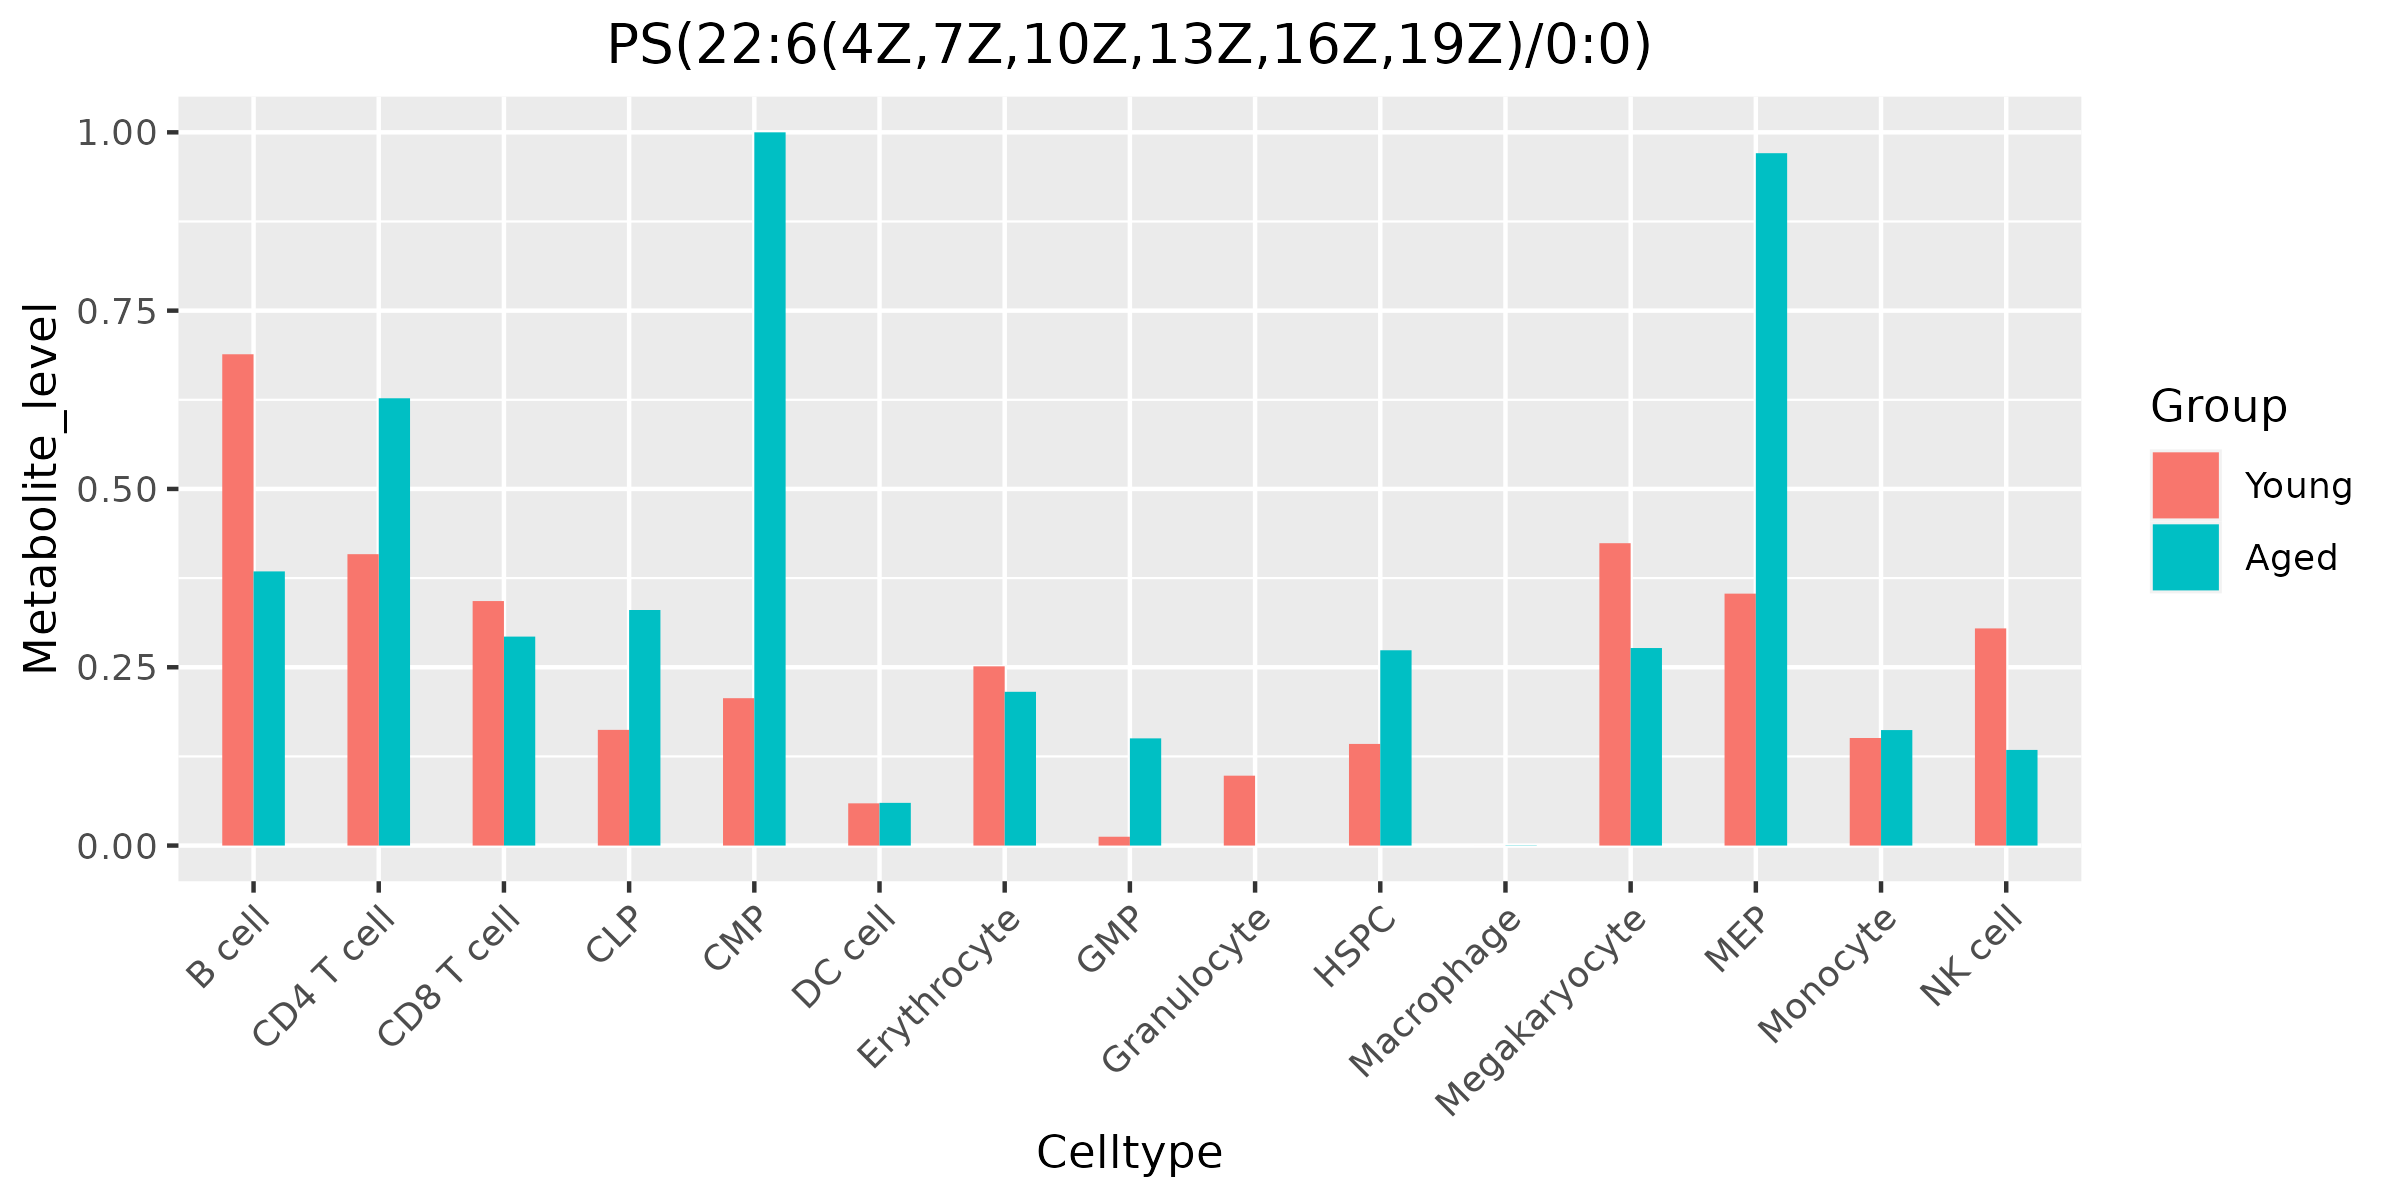 PS(22:6(4Z,7Z,10Z,13Z,16Z,19Z)/0:0)
Metabolite_level
1.00
0.75
0.50
0.25
0.00
B cell
CD4 T cell
CD8 T cell
CLP
CMP
DC cell
Erythrocyte
GMP
Granulocyte
HSPC
Macrophage
Megakaryocyte
MEP
Monocyte
NK cell
Celltype
Group
Young
Aged